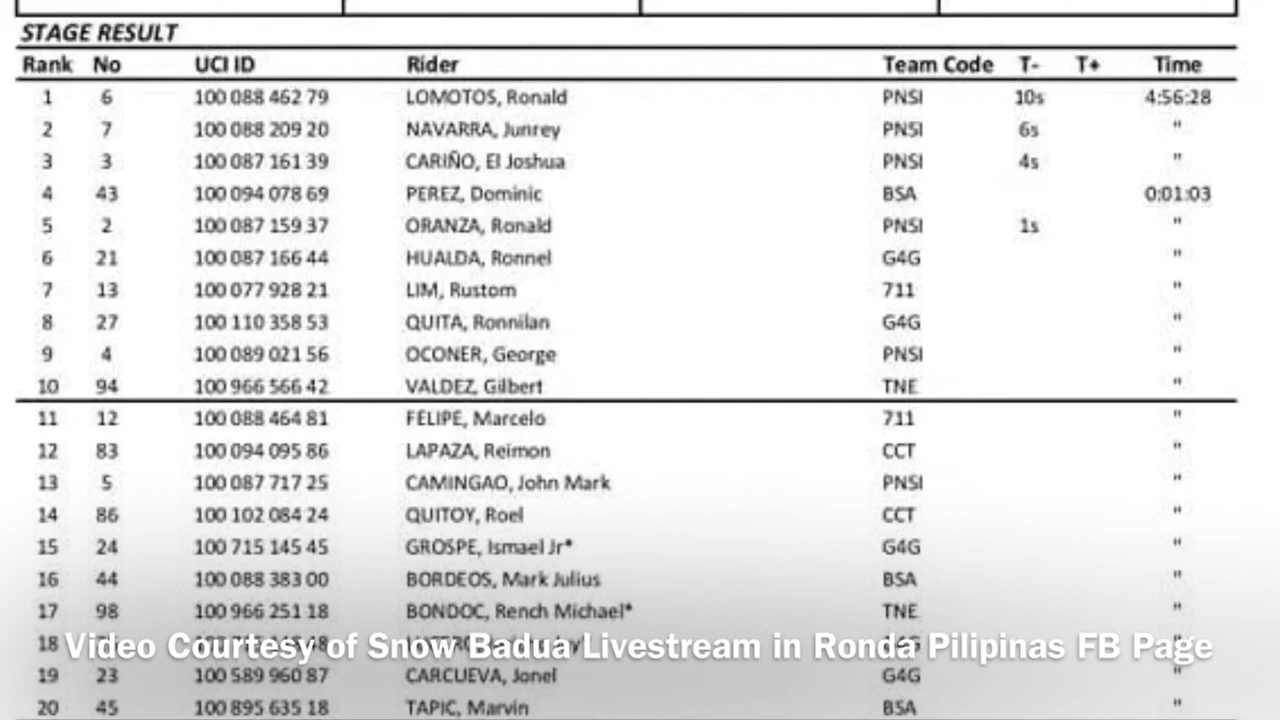 STAGE RESULT
Rank No UCI ID Rider Team Code T- T+ Time
1 6 100 088 462 79 LOMOTOS, Ronald PNSI 10s 4:56:28
2 7 100 088 209 20 NAVARRA, Junrey PNSI 6s "
3 3 100 087 161 39 CARIÑO, El Joshua PNSI 4s "
4 43 100 094 078 69 PEREZ, Dominic BSA 0:01:03
5 2 100 087 159 37 ORANZA, Ronald PNSI 1s "
6 21 100 087 166 44 HUALDA, Ronnel G4G "
7 13 100 077 928 21 LIM, Rustom 711 "
8 27 100 110 358 53 QUITA, Ronnilan G4G "
9 4 100 089 021 56 OCONER, George PNSI "
10 94 100 966 566 42 VALDEZ, Gilbert TNE "
11 12 100 088 464 81 FELIPE, Marcelo 711 "
12 83 100 094 095 86 LAPAZA, Reimon CCT "
13 5 100 087 717 25 CAMINGAO, John Mark PNSI "
14 86 100 102 084 24 QUITOY, Roel CCT "
15 24 100 715 145 45 GROSPE, Ismael Jr* G4G "
16 44 100 088 383 00 BORDEOS, Mark Julius BSA "
17 98 100 966 251 18 BONDOC, Rench Michael* TNE "
18 G4G "
Video Courtesy of Snow Badua Livestream in Ronda Pilipinas FB Page
19 23 100 589 960 87 CARCUEVA, Jonel G4G "
20 45 100 895 635 18 TAPIC, Marvin BSA "